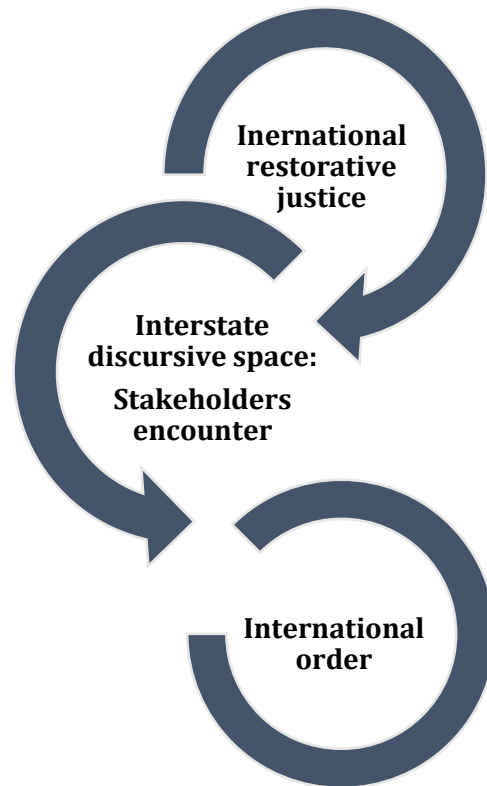 Inernational
restorative
justice
Interstate
discursive space:
Stakeholders
encounter
International
order